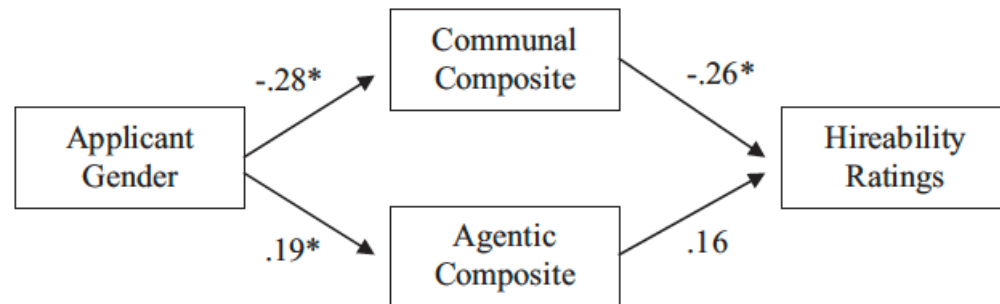 Communal
Composite
-.28*
-.26*
Applicant
Gender
Hireability
Ratings
.19*
Agentic
Composite
.16